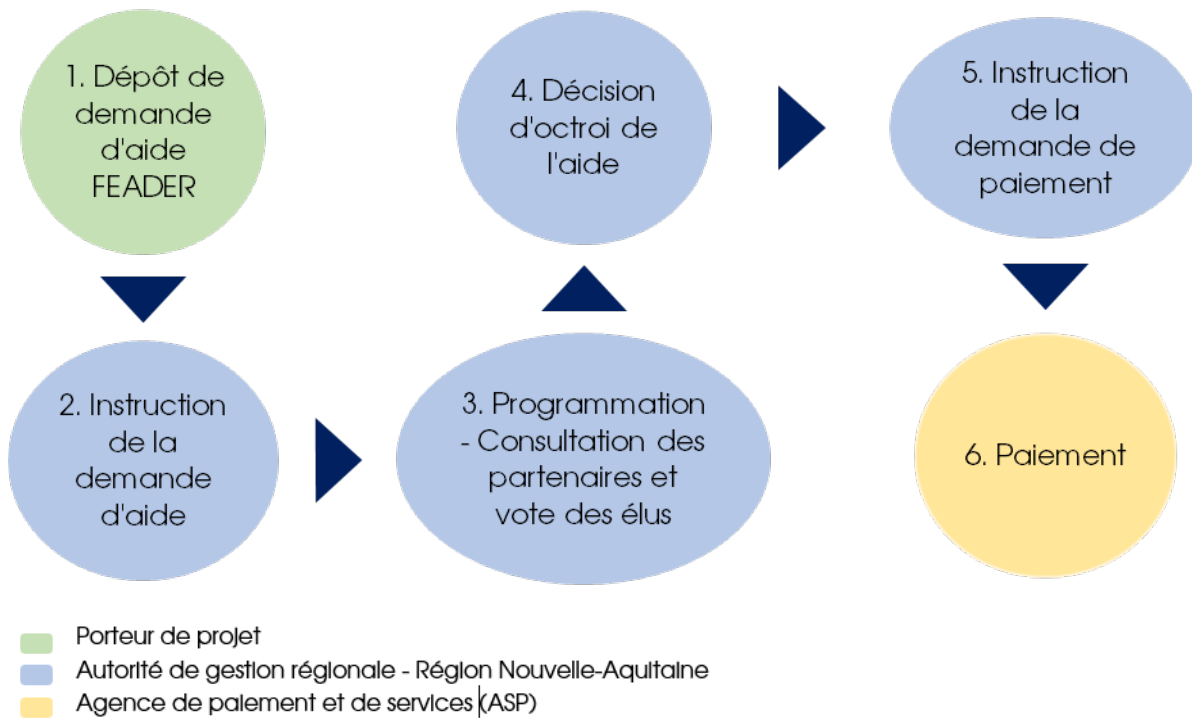 1. Dépôt de
demande
d'aide
FEADER
2. Instruction
de la
demande
d'aide
3. Programmation
- Consultation des
partenaires et
vote des élus
4. Décision
d'octroi de
l'aide
5. Instruction
de la
demande de
paiement
6. Paiement
Porteur de projet
Autorité de gestion régionale - Région Nouvelle-Aquitaine
Agence de paiement et de services (ASP)